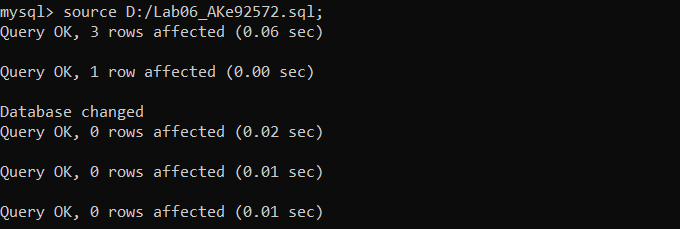 mysql> source D:/Lab06_AKe92572.sql;
Query OK, 3 rows affected (0.06 sec)
Query OK, 1 row affected (0.00 sec)
Database changed
Query OK, 0 rows affected (0.02 sec)
Query OK, 0 rows affected (0.01 sec)
Query OK, 0 rows affected (0.01 sec)